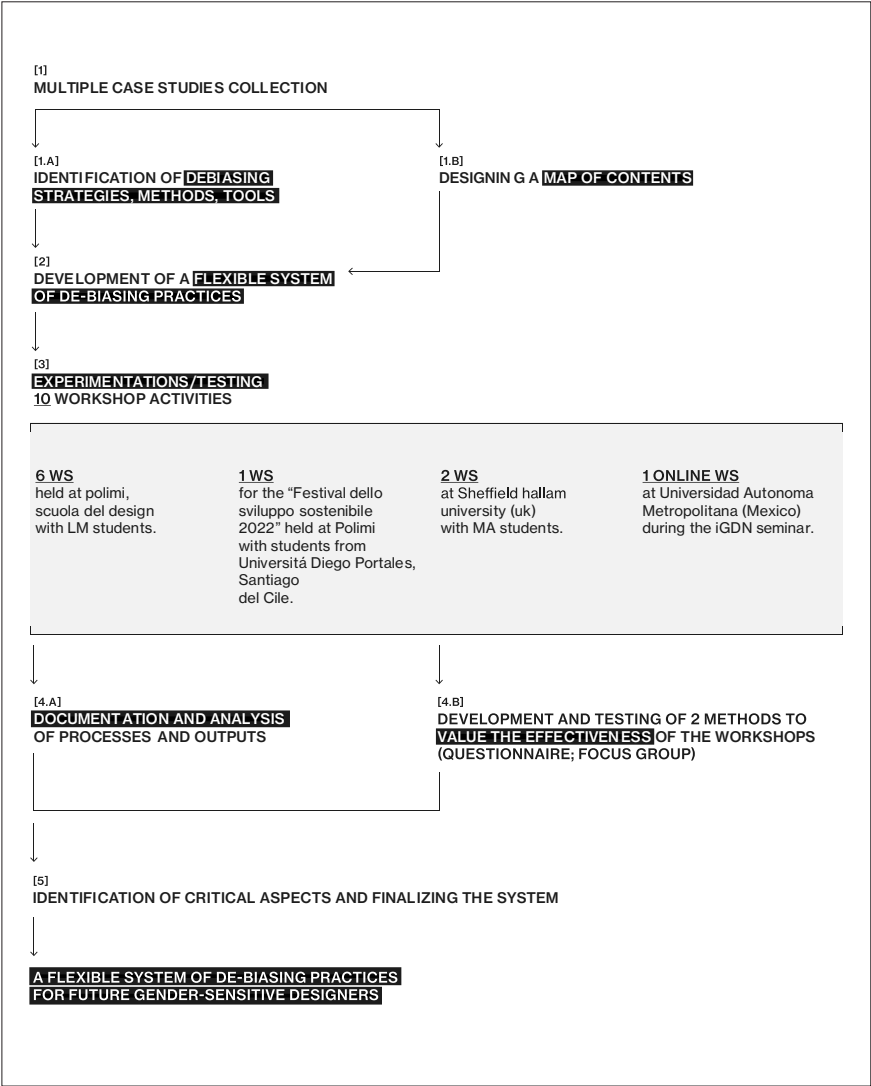 [1]
MULTIPLE CASE STUDIES COLLECTION
[1.A]
IDENTIFICATION OF DEBIASING
STRATEGIES, METHODS, TOOLS
[1.B]
DESIGNIN G A MAP OF CONTENTS
[2]
DEVELOPMENT OF A FLEXIBLE SYSTEM
OF DE-BIASING PRACTICES
[3]
EXPERIMENTATIONS/TESTING
10 WORKSHOP ACTIVITIES
6 WS
held at polimi,
scuola del design
with LM students.
1 WS
for the “Festival dello
sviluppo sostenibile
2022” held at Polimi
with students from
Universitá Diego Portales,
Santiago
del Cile.
2 WS
at Sheffield hallam
university (uk)
with MA students.
1 ONLINE WS
at Universidad Autonoma
Metropolitana (Mexico)
during the iGDN seminar.
[4.A]
DOCUMENTATION AND ANALYSIS
OF PROCESSES AND OUTPUTS
[4.B]
DEVELOPMENT AND TESTING OF 2 METHODS TO
VALUE THE EFFECTIVENESS OF THE WORKSHOPS
(QUESTIONNAIRE; FOCUS GROUP)
[5]
IDENTIFICATION OF CRITICAL ASPECTS AND FINALIZING THE SYSTEM
A FLEXIBLE SYSTEM OF DE-BIASING PRACTICES
FOR FUTURE GENDER-SENSITIVE DESIGNERS